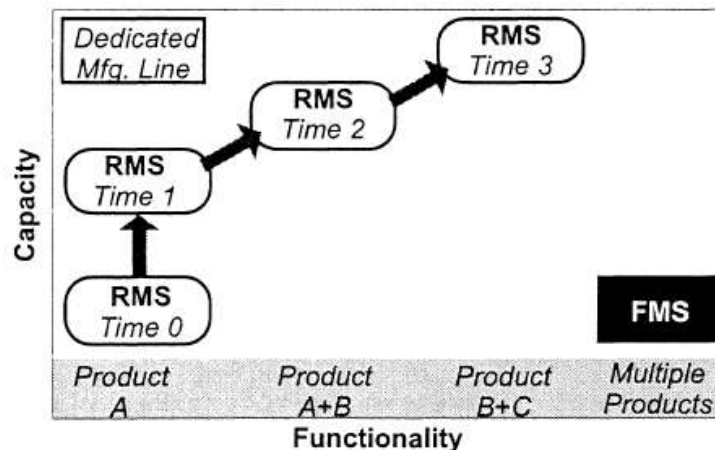 Dedicated
Mfq. Line
RMS
Time 3
RMS
Time 2
RMS
Time 1
RMS
Time 0
FMS
Capacity
Product
A
Product
A+B
Product
B+C
Multiple
Products
Functionality